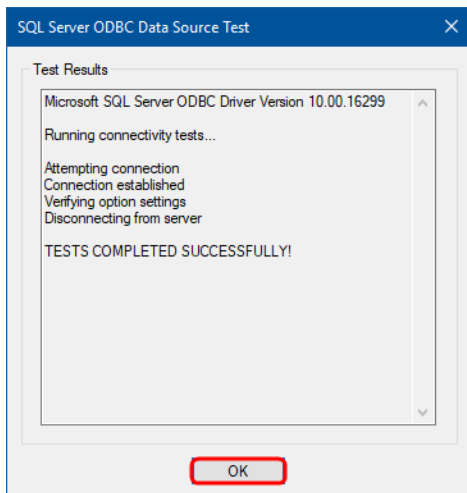 SQL Server ODBC Data Source Test
Test Results
Microsoft SQL Server ODBC Driver Version 10.00.16299
Running connectivity tests...
Attempting connection
Connection established
Verifying option settings
Disconnecting from server
TESTS COMPLETED SUCCESSFULLY!
OK